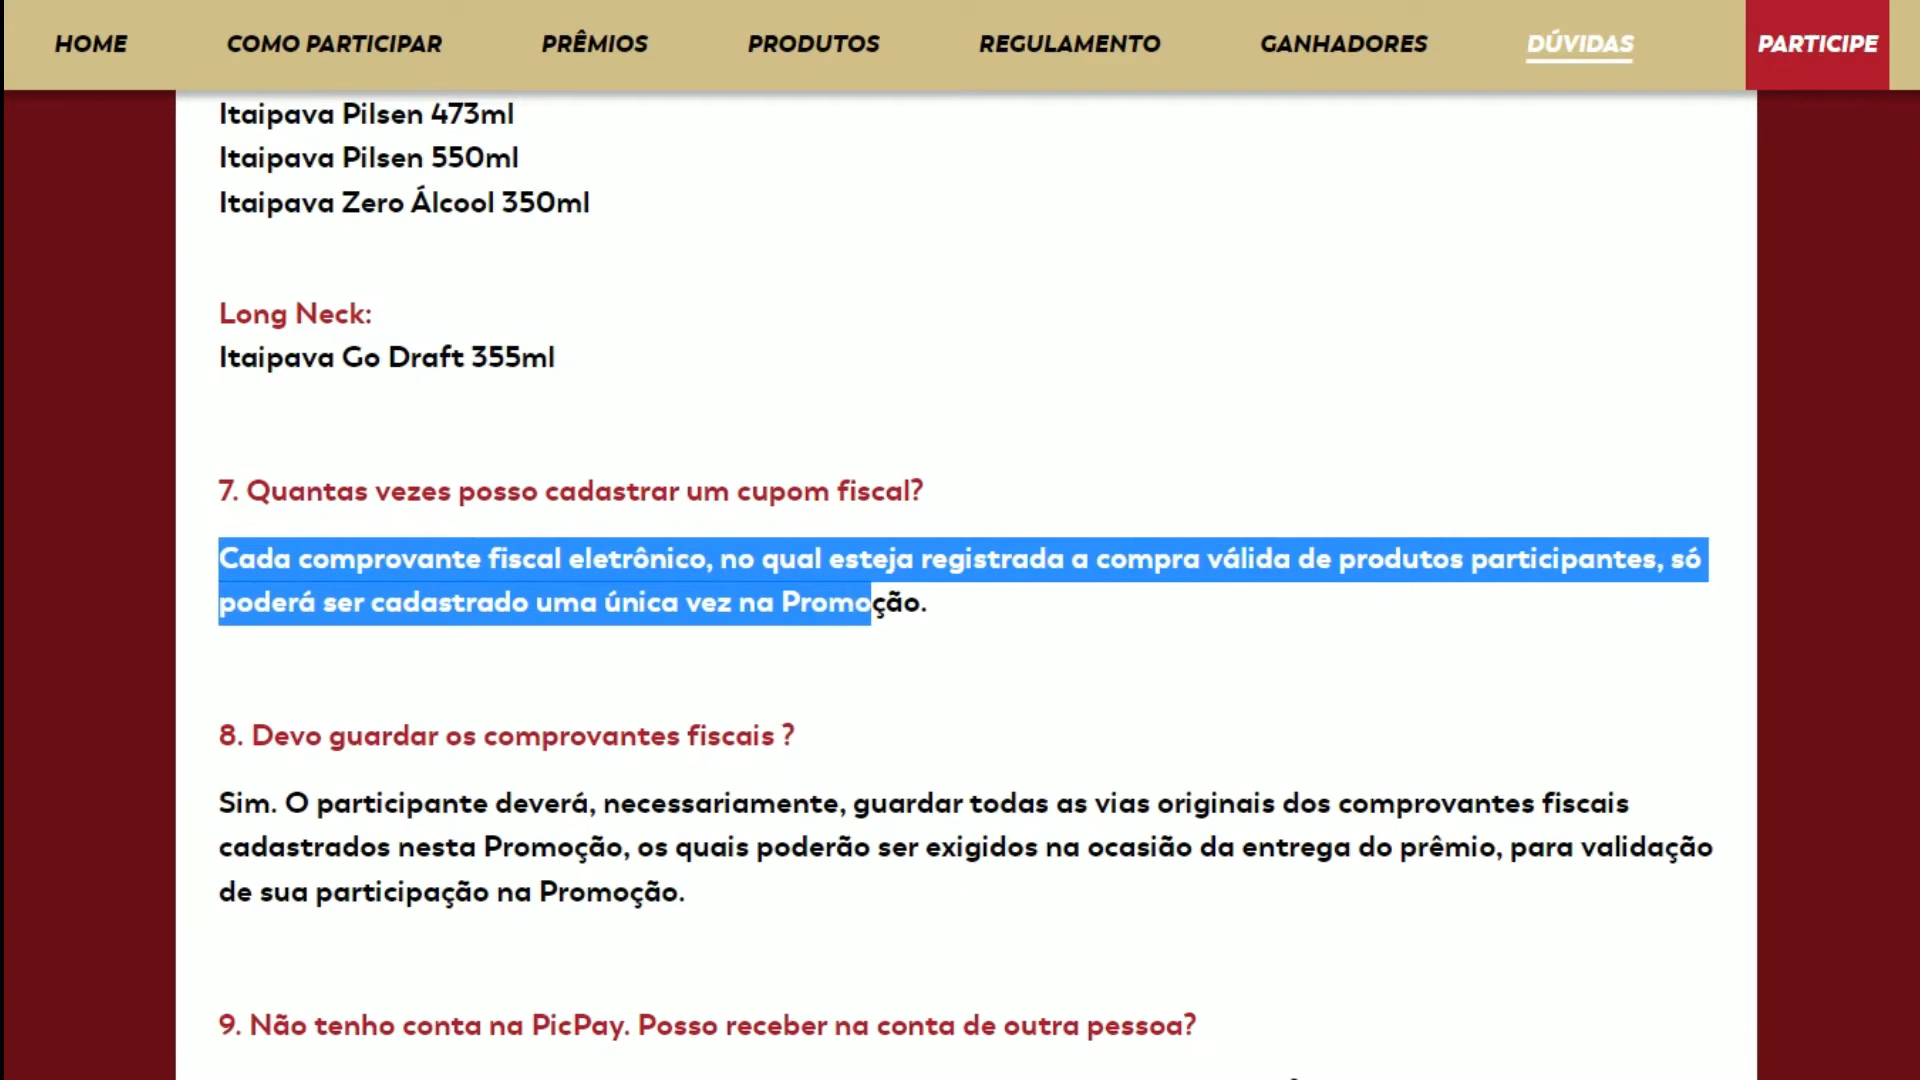 HOME COMO PARTICIPAR PRÊMIOS PRODUTOS REGULAMENTO GANHADORES DÚVIDAS PARTICIPE
Itaipava Pilsen 473ml
Itaipava Pilsen 550ml
Itaipava Zero Álcool 350ml
Long Neck:
Itaipava Go Draft 355ml
7. Quantas vezes posso cadastrar um cupom fiscal?
Cada comprovante fiscal eletrônico, no qual esteja registrada a compra válida de produtos participantes, só
poderá ser cadastrado uma única vez na Promoção.
8. Devo guardar os comprovantes fiscais ?
Sim. O participante deverá, necessariamente, guardar todas as vias originais dos comprovantes fiscais
cadastrados nesta Promoção, os quais poderão ser exigidos na ocasião da entrega do prêmio, para validação
de sua participação na Promoção.
9. Não tenho conta na PicPay. Posso receber na conta de outra pessoa?